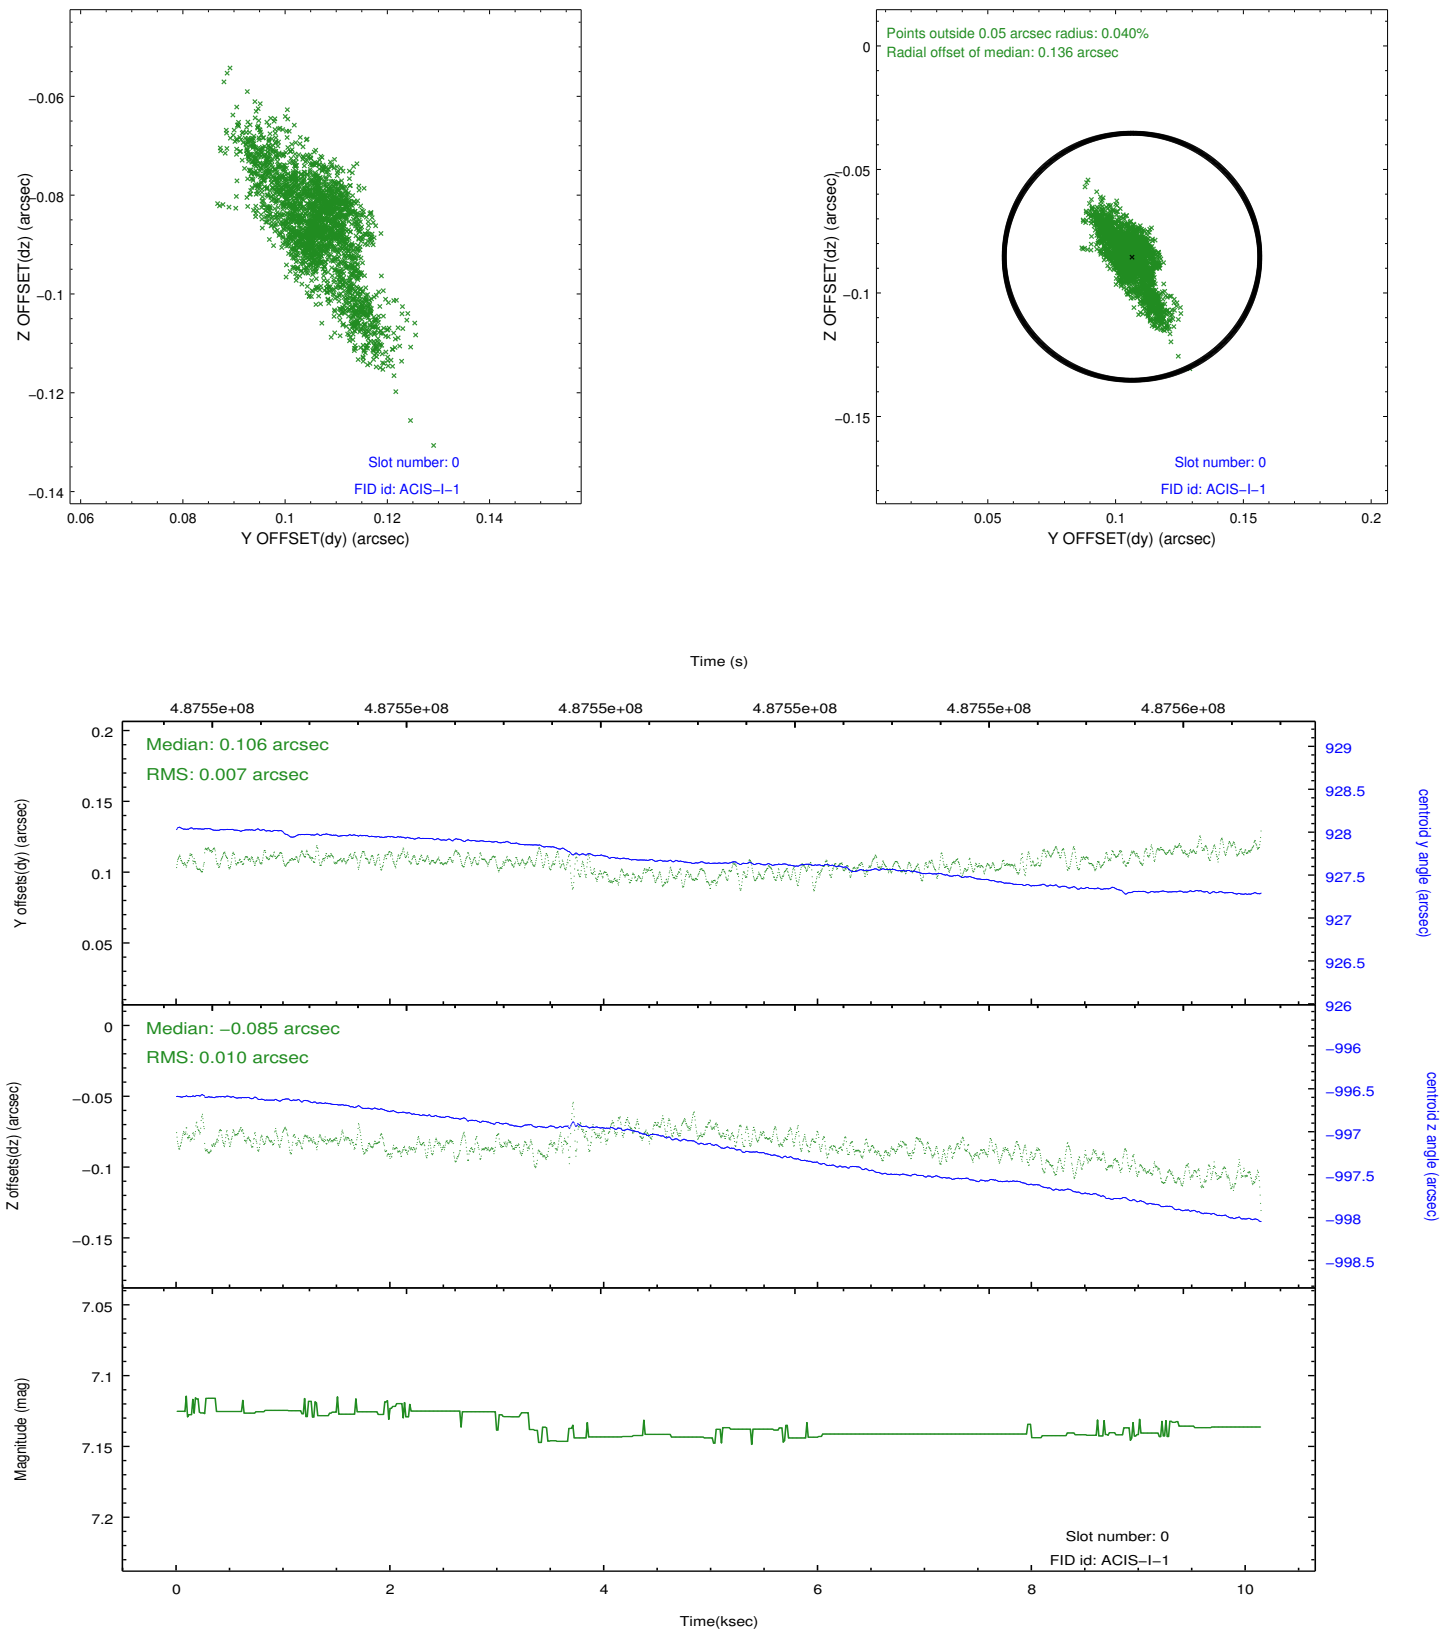 −0.06
−0.08
−0.1
−0.12
−0.14
Z OFFSET(dz) (arcsec)
Slot number: 0
FID id: ACIS−I−1
0.06 0.08 0.1 0.12 0.14
Y OFFSET(dy) (arcsec)
Points outside 0.05 arcsec radius: 0.040%
Radial offset of median: 0.136 arcsec
0
−0.05
−0.1
−0.15
Z OFFSET(dz) (arcsec)
Slot number: 0
FID id: ACIS−I−1
0.05 0.1 0.15 0.2
Y OFFSET(dy) (arcsec)
Time (s)
4.8755e+08 4.8755e+08 4.8755e+08 4.8755e+08 4.8755e+08 4.8756e+08
Median: 0.106 arcsec
RMS: 0.007 arcsec
0.2
0.15
0.1
0.05
Y offsets(dy) (arcsec)
929
928.5
928
927.5
927
926.5
926
centroid y angle (arcsec)
Median: −0.085 arcsec
RMS: 0.010 arcsec
0
−0.05
−0.1
−0.15
Z offsets(dz) (arcsec)
−996
−996.5
−997
−997.5
−998
−998.5
centroid z angle (arcsec)
7.05
7.1
7.15
7.2
Magnitude (mag)
Slot number: 0
FID id: ACIS−I−1
0 2 4 6 8 10
Time(ksec)